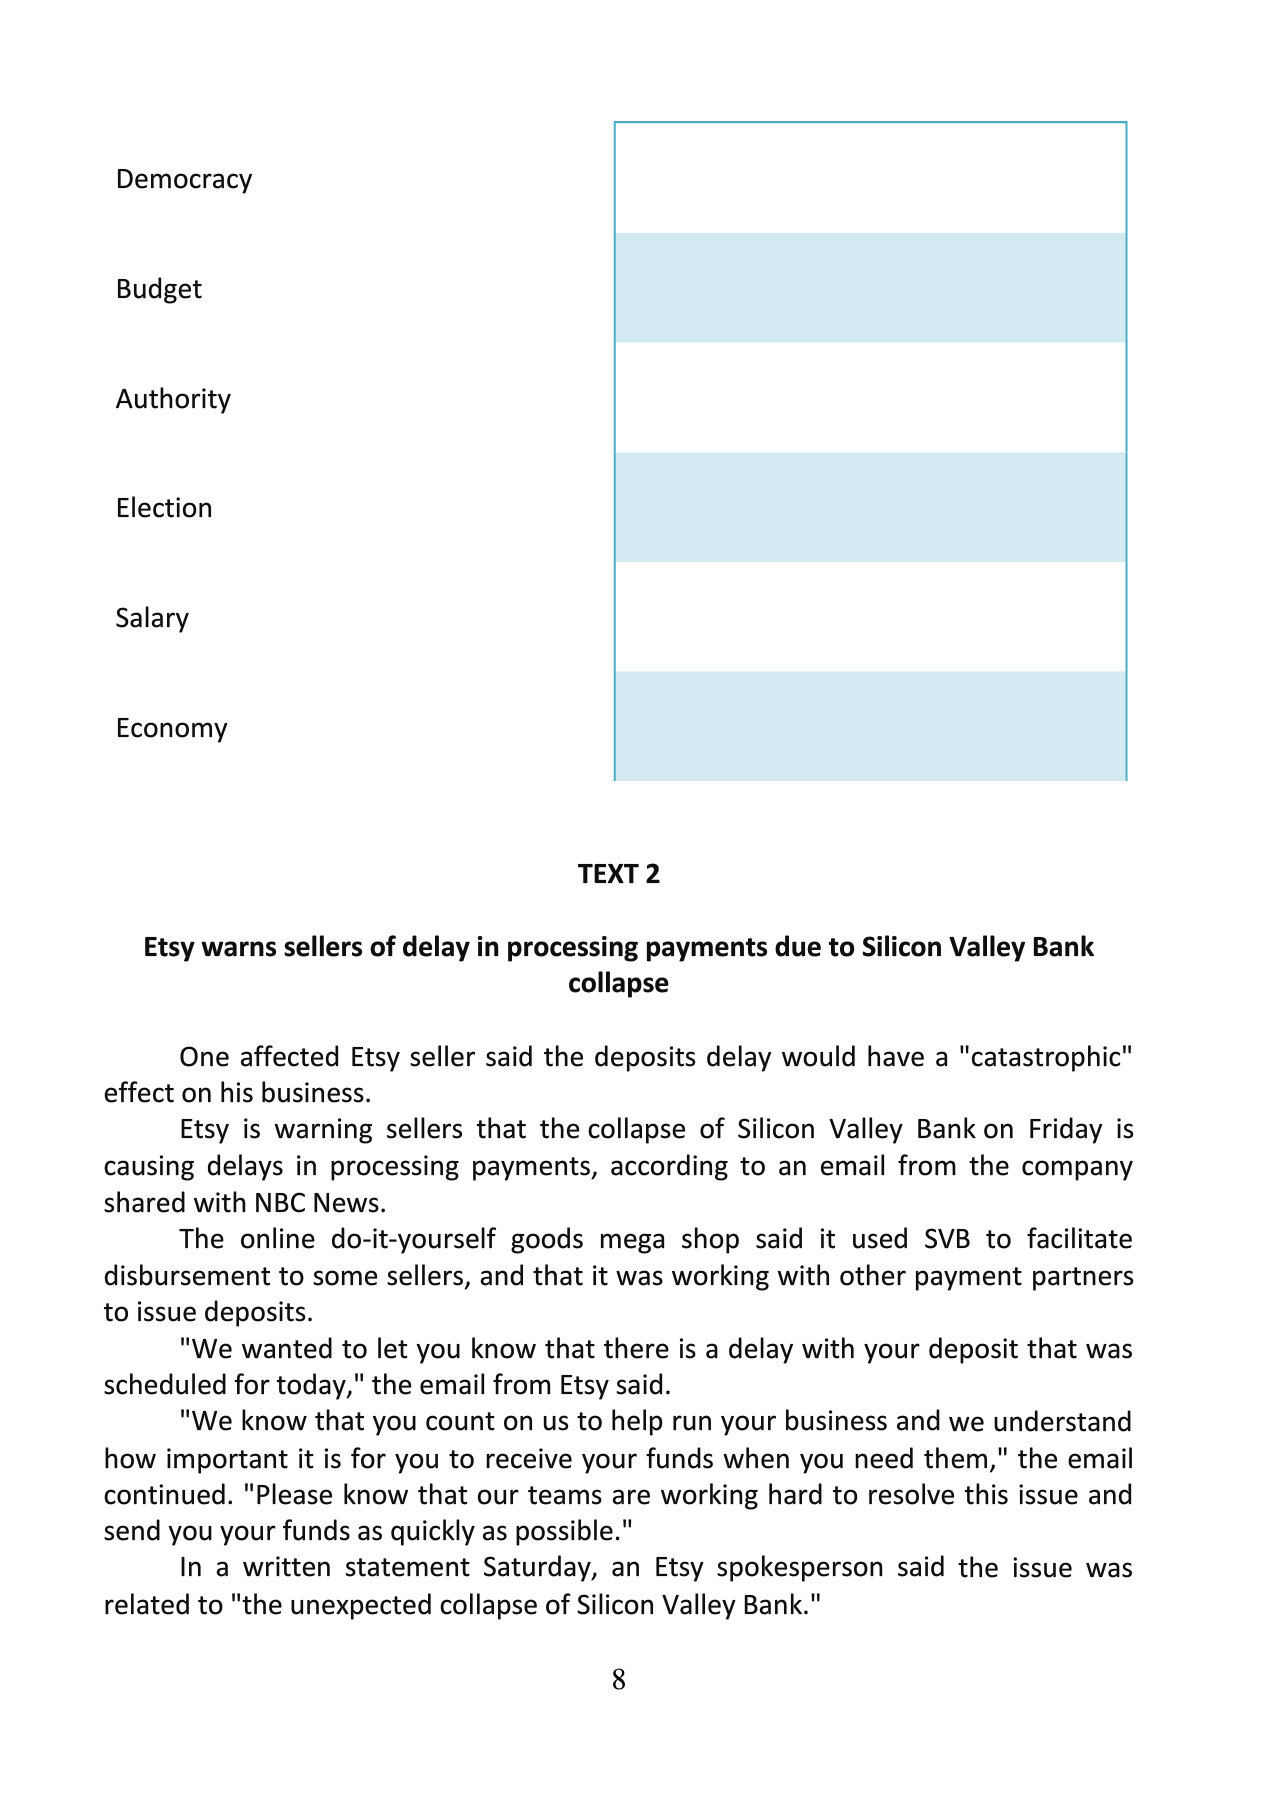 Democracy
Budget
Authority
Election
Salary
Economy
TEXT 2
Etsy warns sellers of delay in processing payments due to Silicon Valley Bank
collapse
One affected Etsy seller said the deposits delay would have a "catastrophic"
effect on his business.
Etsy is warning sellers that the collapse of Silicon Valley Bank on Friday is
causing delays in processing payments, according to an email from the company
shared with NBC News.
The online do-it-yourself goods mega shop said it used SVB to facilitate
disbursement to some sellers, and that it was working with other payment partners
to issue deposits.
"We wanted to let you know that there is a delay with your deposit that was
scheduled for today," the email from Etsy said.
"We know that you count on us to help run your business and we understand
how important it is for you to receive your funds when you need them," the email
continued. "Please know that our teams are working hard to resolve this issue and
send you your funds as quickly as possible."
In a written statement Saturday, an Etsy spokesperson said the issue was
related to "the unexpected collapse of Silicon Valley Bank."
8